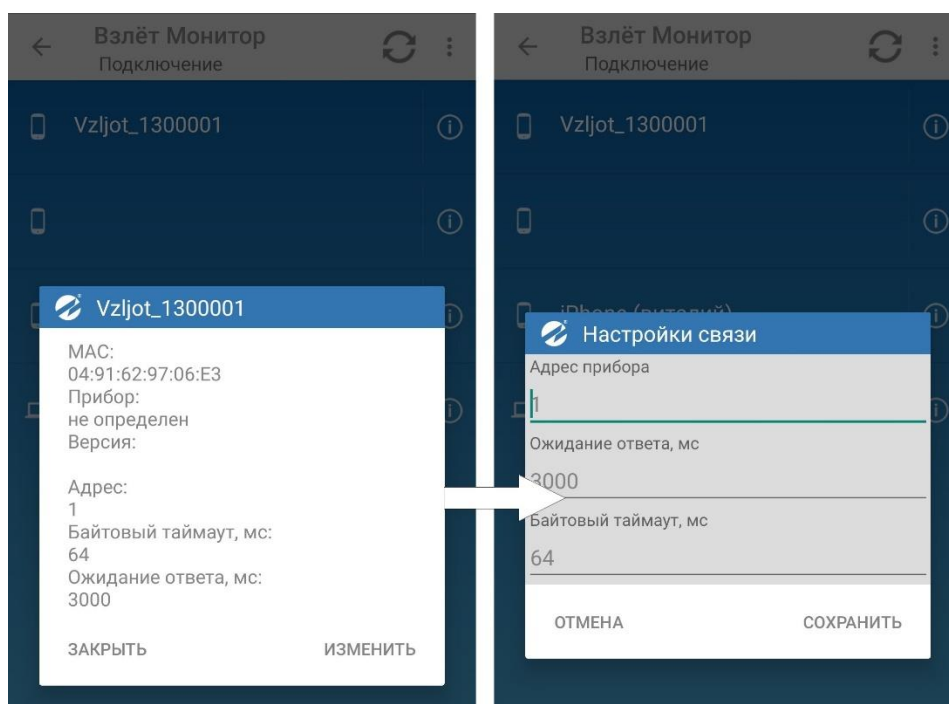 Взлёт Монитор
Подключение
Vzljot_1300001
Vzljot_1300001
MAC:
04:91:62:97:06:E3
Прибор:
не определен
Версия:
Адрес:
1
Байтовый таймаут, мс:
64
Ожидание ответа, мс:
3000
ЗАКРЫТЬ ИЗМЕНИТЬ
Взлёт Монитор
Подключение
Vzljot_1300001
iPhone (виталий)
Настройки связи
Адрес прибора
1
Ожидание ответа, мс
3000
Байтовый таймаут, мс
64
ОТМЕНА СОХРАНИТЬ